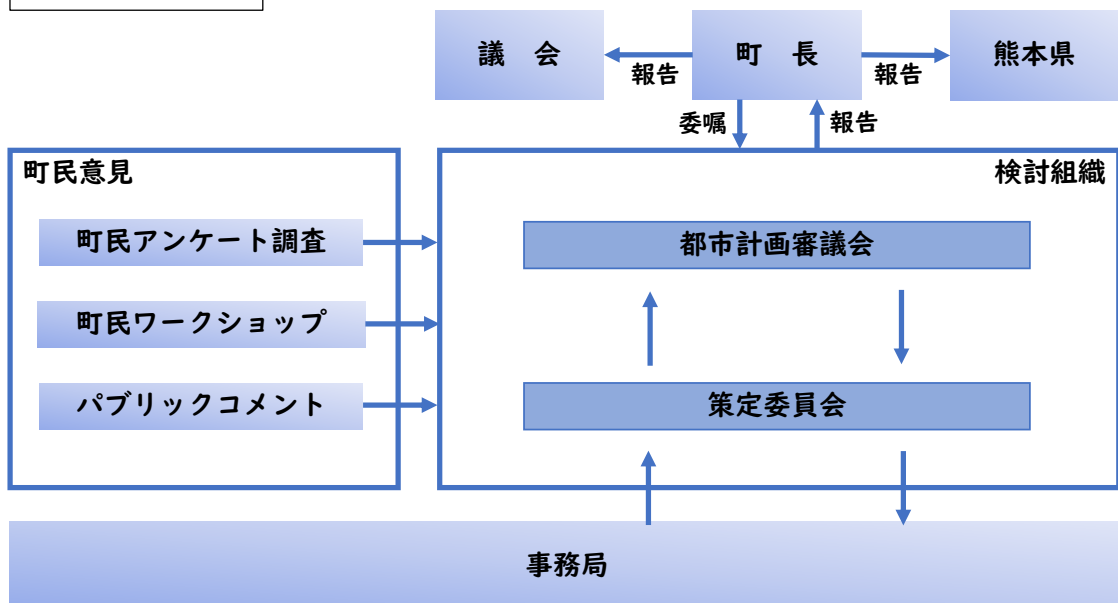 議　会
町　長
熊本県
報告
報告
委嘱
報告
町民意見
検討組織
町民アンケート調査
都市計画審議会
町民ワークショップ
パブリックコメント
策定委員会
事務局